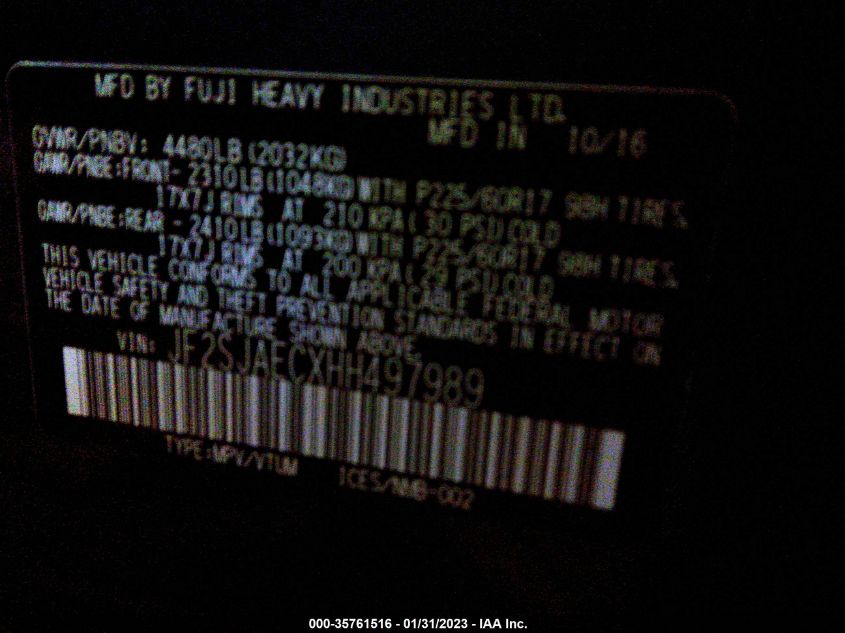 MFD BY FUJI HEAVY INDUSTRIES LTD.
MFD IN 10/16
GVWR/PNBV: 4480LB(2032KG)
GAWR/PNBE:FRONT- 2310LB(1048KG)WITH P225/60R17 98H TIRES,
17X7J RIMS AT 210 KPA( 30 PSI)COLD
GAWR/PNBE:REAR - 2410LB(1093KG)WITH P225/60R17 98H TIRES,
17X7J RIMS AT 200 KPA( 29 PSI)COLD
THIS VEHICLE CONFORMS TO ALL APPLICABLE FEDERAL MOTOR
VEHICLE SAFETY AND THEFT PREVENTION STANDARDS IN EFFECT ON
THE DATE OF MANUFACTURE SHOWN ABOVE.
VIN: JF2SJAECXHH497989
TYPE:MPV/VTUM ICES/NMB-002
000-35761516 - 01/31/2023 - IAA Inc.